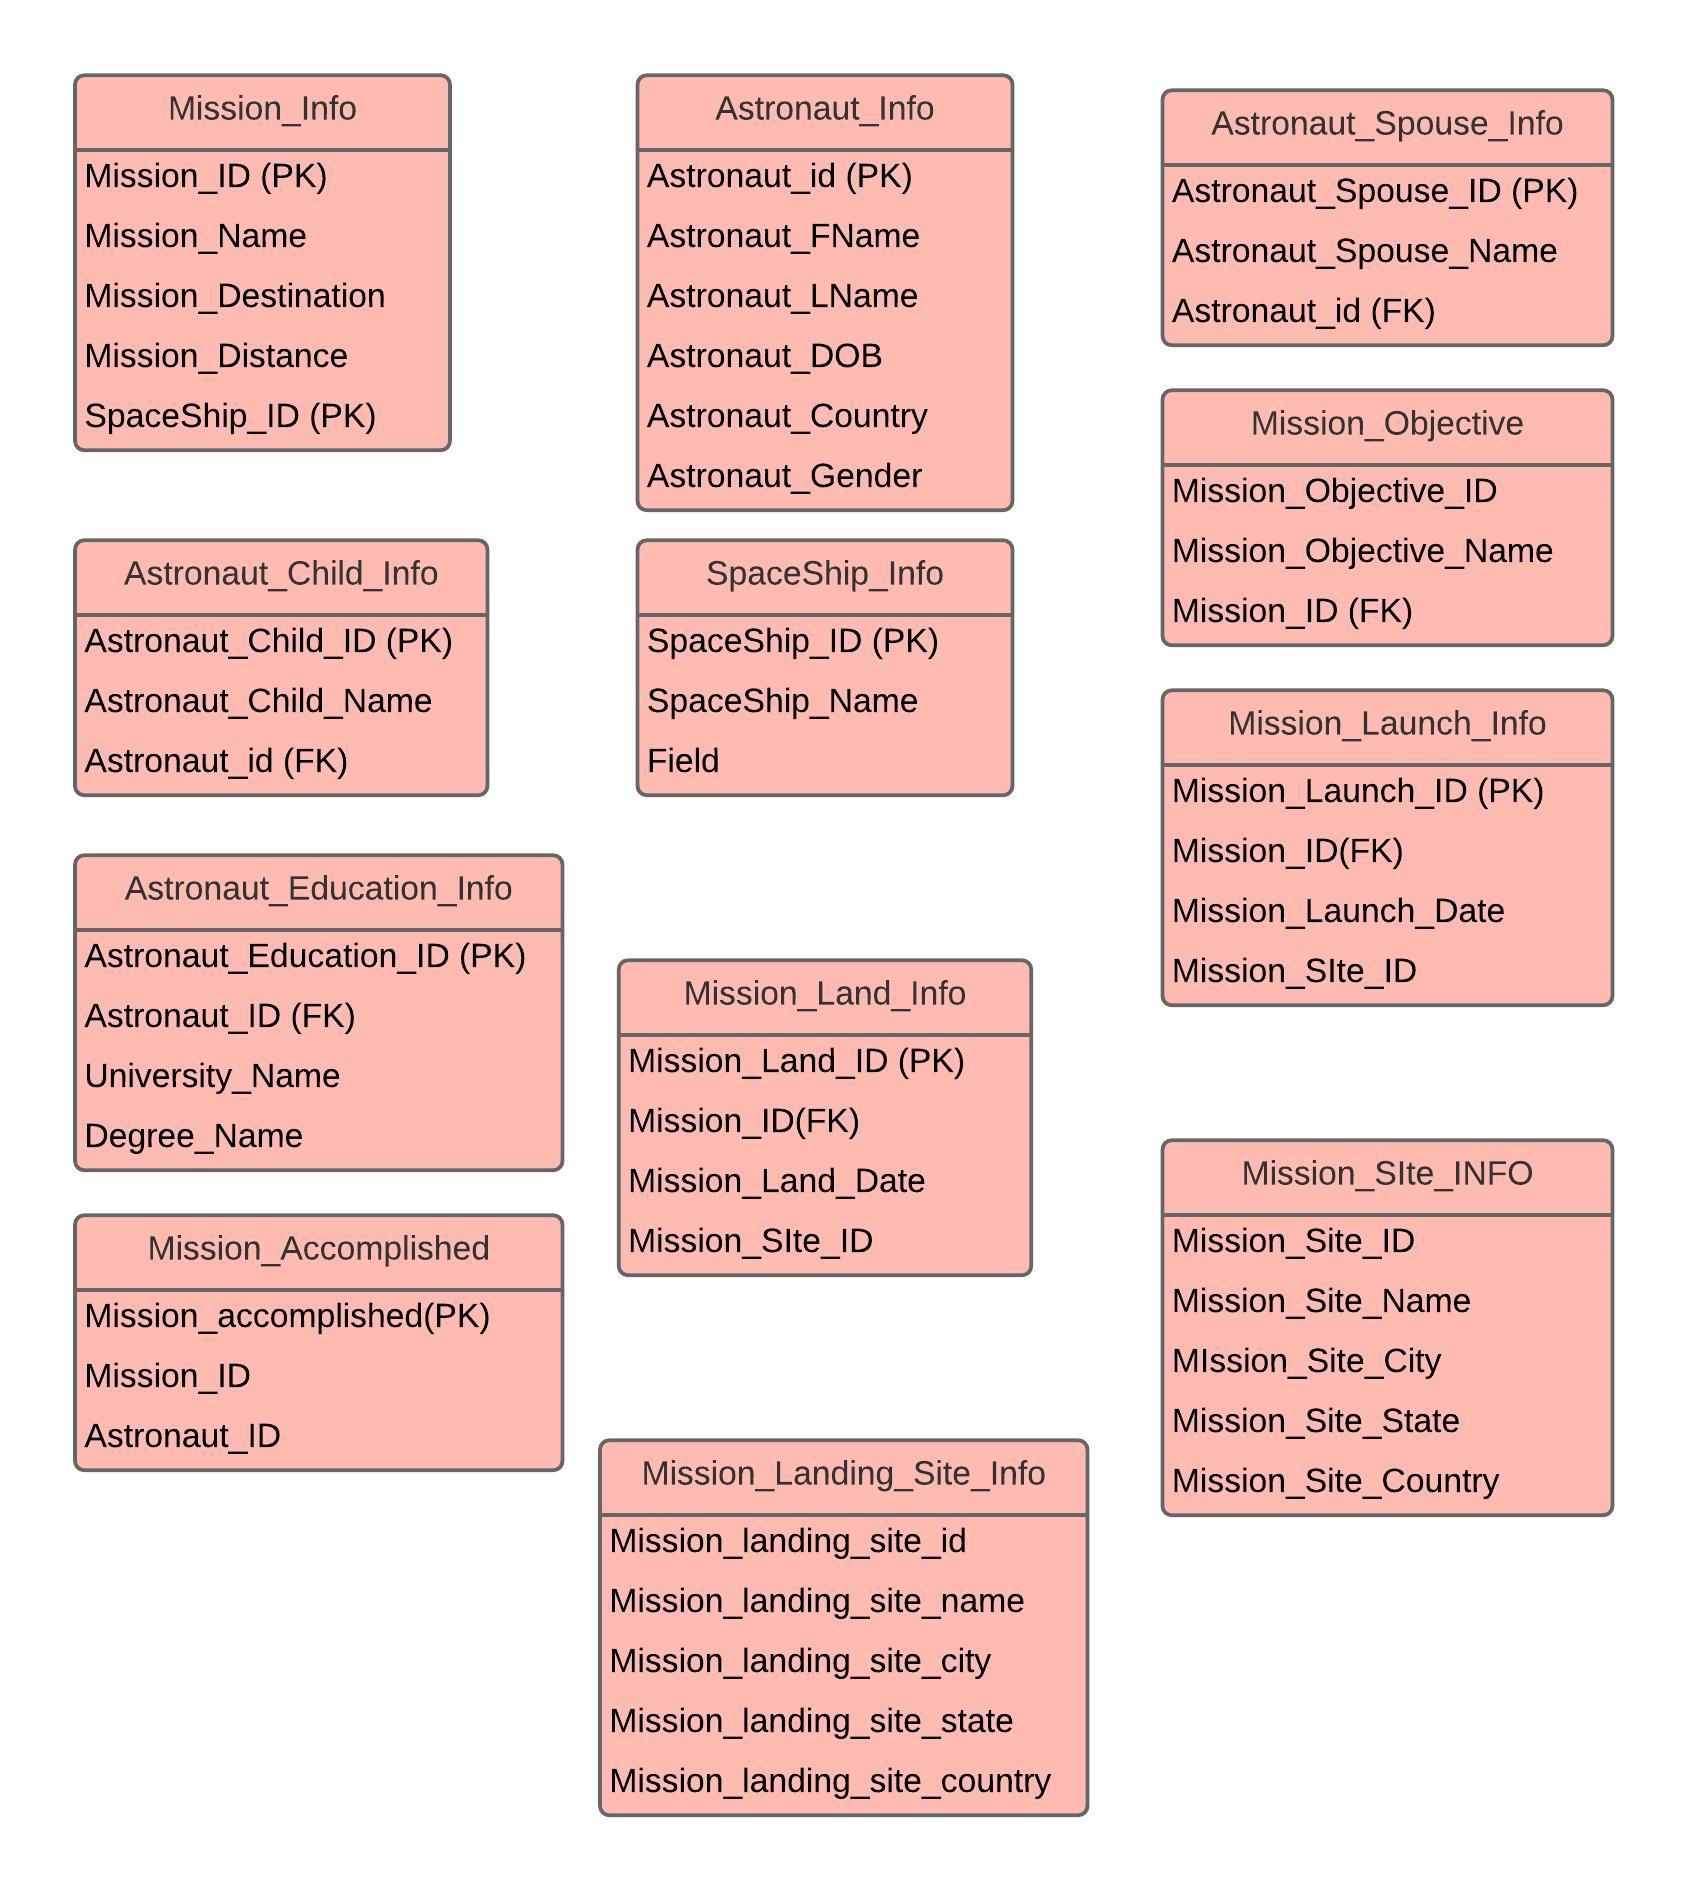 Mission_Info
Mission_ID (PK)
Mission_Name
Mission_Destination
Mission_Distance
SpaceShip_ID (PK)
Astronaut_Info
Astronaut_id (PK)
Astronaut_FName
Astronaut_LName
Astronaut_DOB
Astronaut_Country
Astronaut_Gender
Astronaut_Spouse_Info
Astronaut_Spouse_ID (PK)
Astronaut_Spouse_Name
Astronaut_id (FK)
Mission_Objective
Mission_Objective_ID
Mission_Objective_Name
Mission_ID (FK)
Astronaut_Child_Info
Astronaut_Child_ID (PK)
Astronaut_Child_Name
Astronaut_id (FK)
SpaceShip_Info
SpaceShip_ID (PK)
SpaceShip_Name
Field
Mission_Launch_Info
Mission_Launch_ID (PK)
Mission_ID(FK)
Mission_Launch_Date
Mission_SIte_ID
Astronaut_Education_Info
Astronaut_Education_ID (PK)
Astronaut_ID (FK)
University_Name
Degree_Name
Mission_Land_Info
Mission_Land_ID (PK)
Mission_ID(FK)
Mission_Land_Date
Mission_SIte_ID
Mission_SIte_INFO
Mission_Site_ID
Mission_Site_Name
MIssion_Site_City
Mission_Site_State
Mission_Site_Country
Mission_Accomplished
Mission_accomplished(PK)
Mission_ID
Astronaut_ID
Mission_Landing_Site_Info
Mission_landing_site_id
Mission_landing_site_name
Mission_landing_site_city
Mission_landing_site_state
Mission_landing_site_country